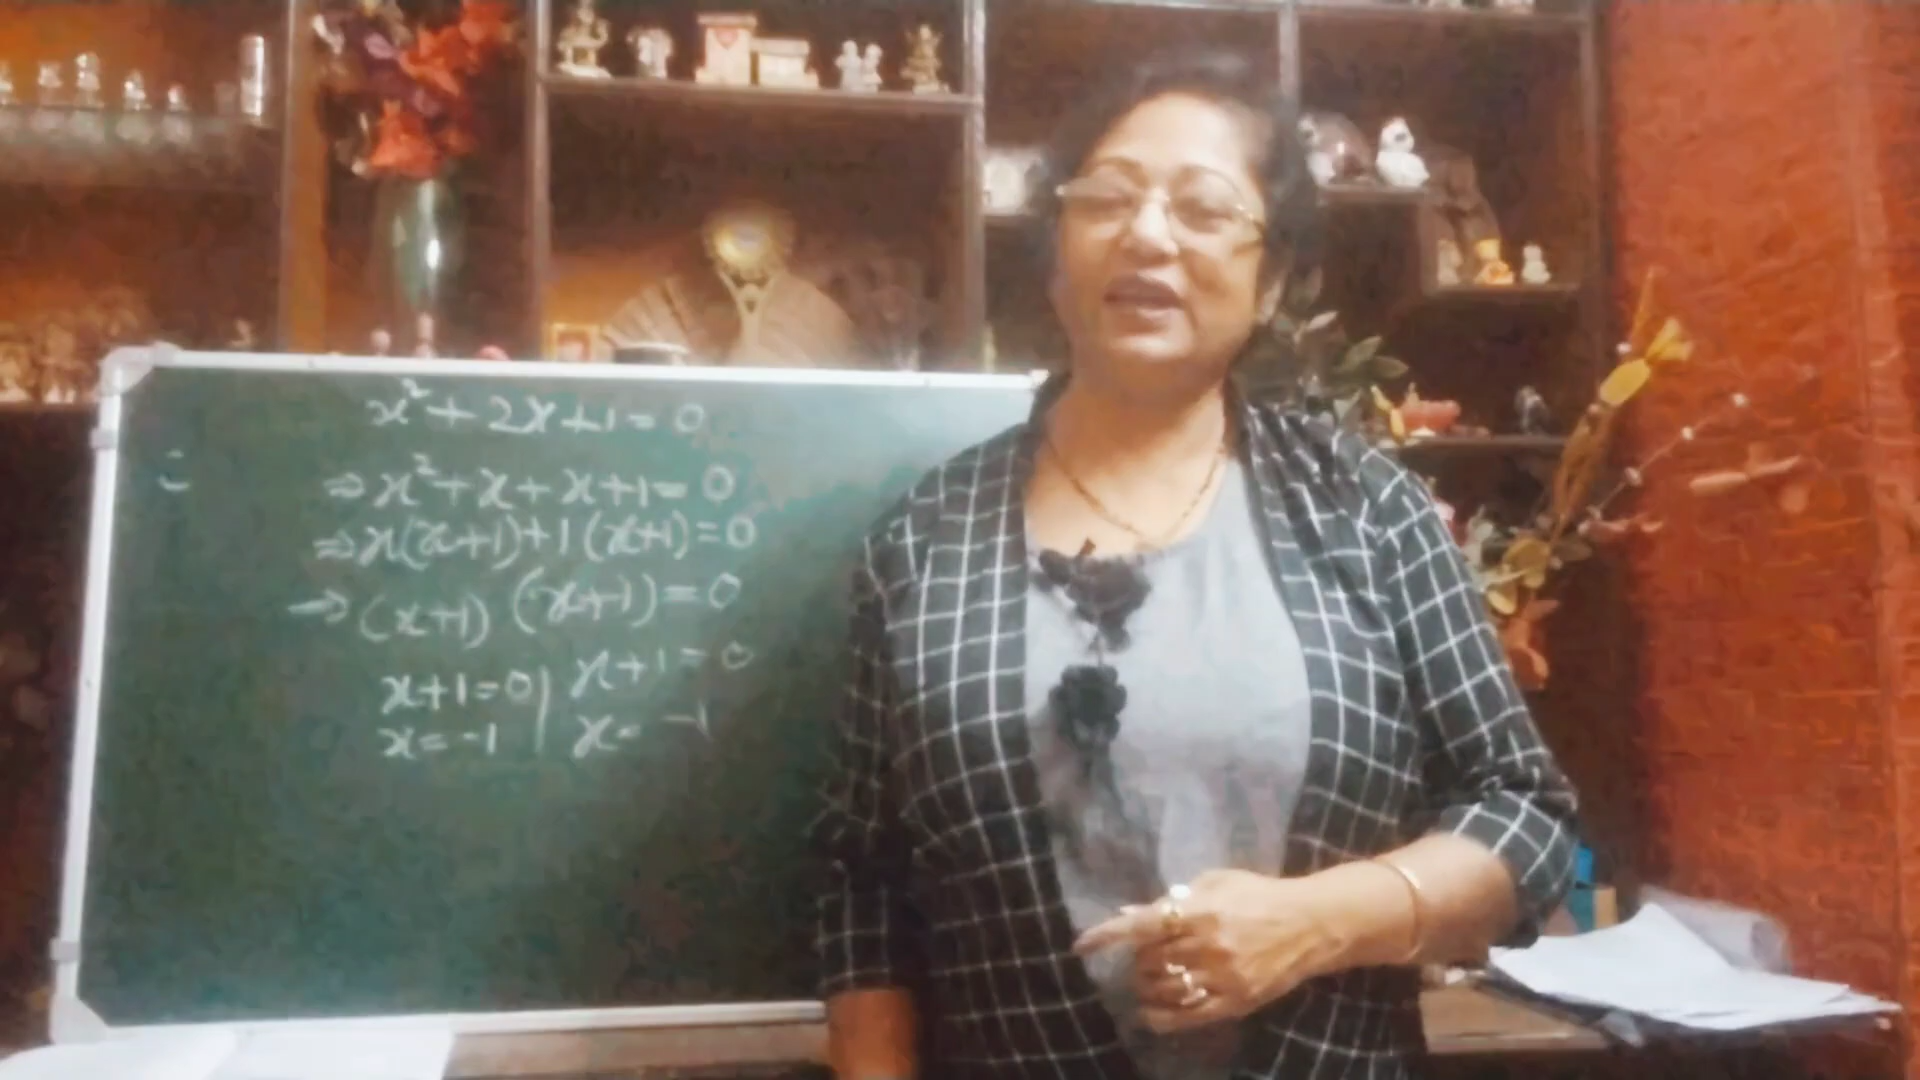 x² + 2x + 1 = 0
⇒ x² + x + x + 1 = 0
⇒ x(x+1) + 1(x+1) = 0
→ (x+1) (x+1) = 0
x+1=0 | x+1=0
x=-1 | x=-1